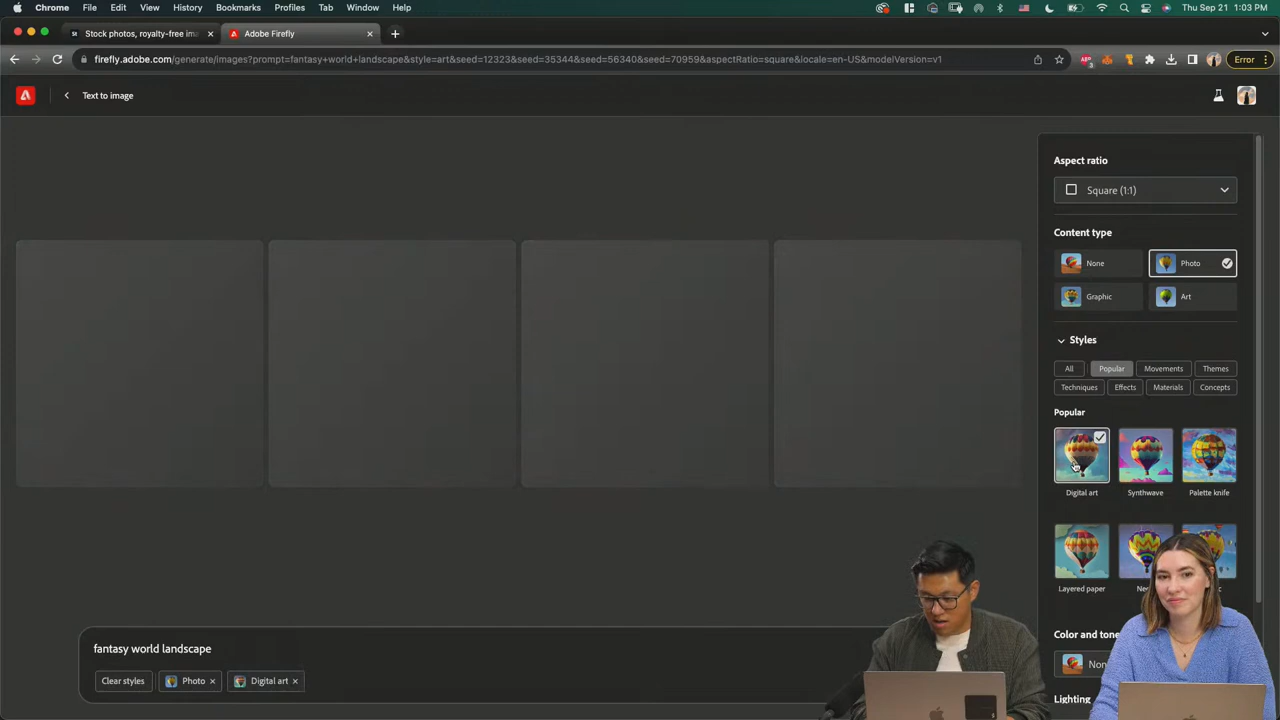 Chrome File Edit View History Bookmarks Profiles Tab Window Help Thu Sep 21 1:03 PM
Stock photos, royalty-free ima Adobe Firefly
firefly.adobe.com/generate/images?prompt=fantasy+world+landscape&style=art&seed=12323&seed=35344&seed=56340&seed=70959&aspectRatio=square&locale=en-US&modelVersion=v1 Error
Text to image
Aspect ratio
Square (1:1)
Content type
None Photo
Graphic Art
Styles
All Popular Movements Themes
Techniques Effects Materials Concepts
Popular
Digital art Synthwave Palette knife
Layered paper
Color and tone
Lighting
fantasy world landscape
Clear styles Photo Digital art